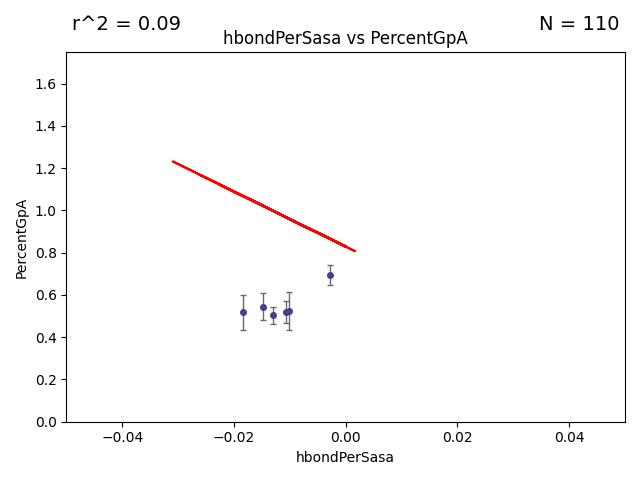 r^2 = 0.09
N = 110
hbondPerSasa vs PercentGpA
1.6
1.4
1.2
1.0
0.8
0.6
0.4
0.2
0.0
PercentGpA
−0.04
−0.02
0.00
0.02
0.04
hbondPerSasa